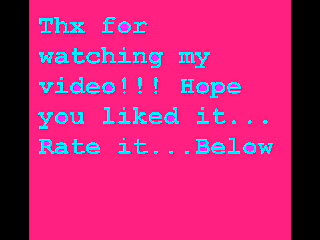 Thx for
watching my
video!!! Hope
you liked it...
Rate it...Below